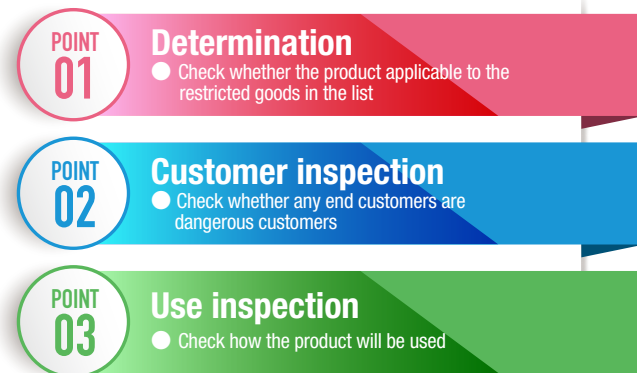 POINT
01
Determination
● Check whether the product applicable to the
restricted goods in the list
POINT
02
Customer inspection
● Check whether any end customers are
dangerous customers
POINT
03
Use inspection
● Check how the product will be used